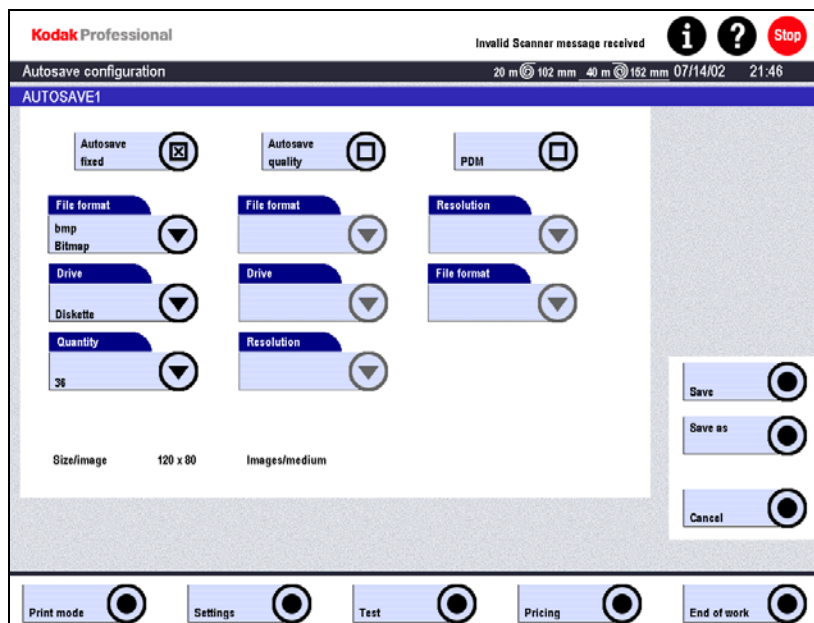 Kodak Professional
Invalid Scanner message received
i
?
Stop
Autosave configuration
20 m 102 mm 40 m 152 mm 07/14/02 21:46
AUTOSAVE1
Autosave
fixed
Autosave
quality
PDM
File format
bmp
Bitmap
File format
Resolution
Drive
Diskette
Drive
File format
Quantity
36
Resolution
Save
Save as
Size/image 120 x 80 Images/medium
Cancel
Print mode
Settings
Test
Pricing
End of work